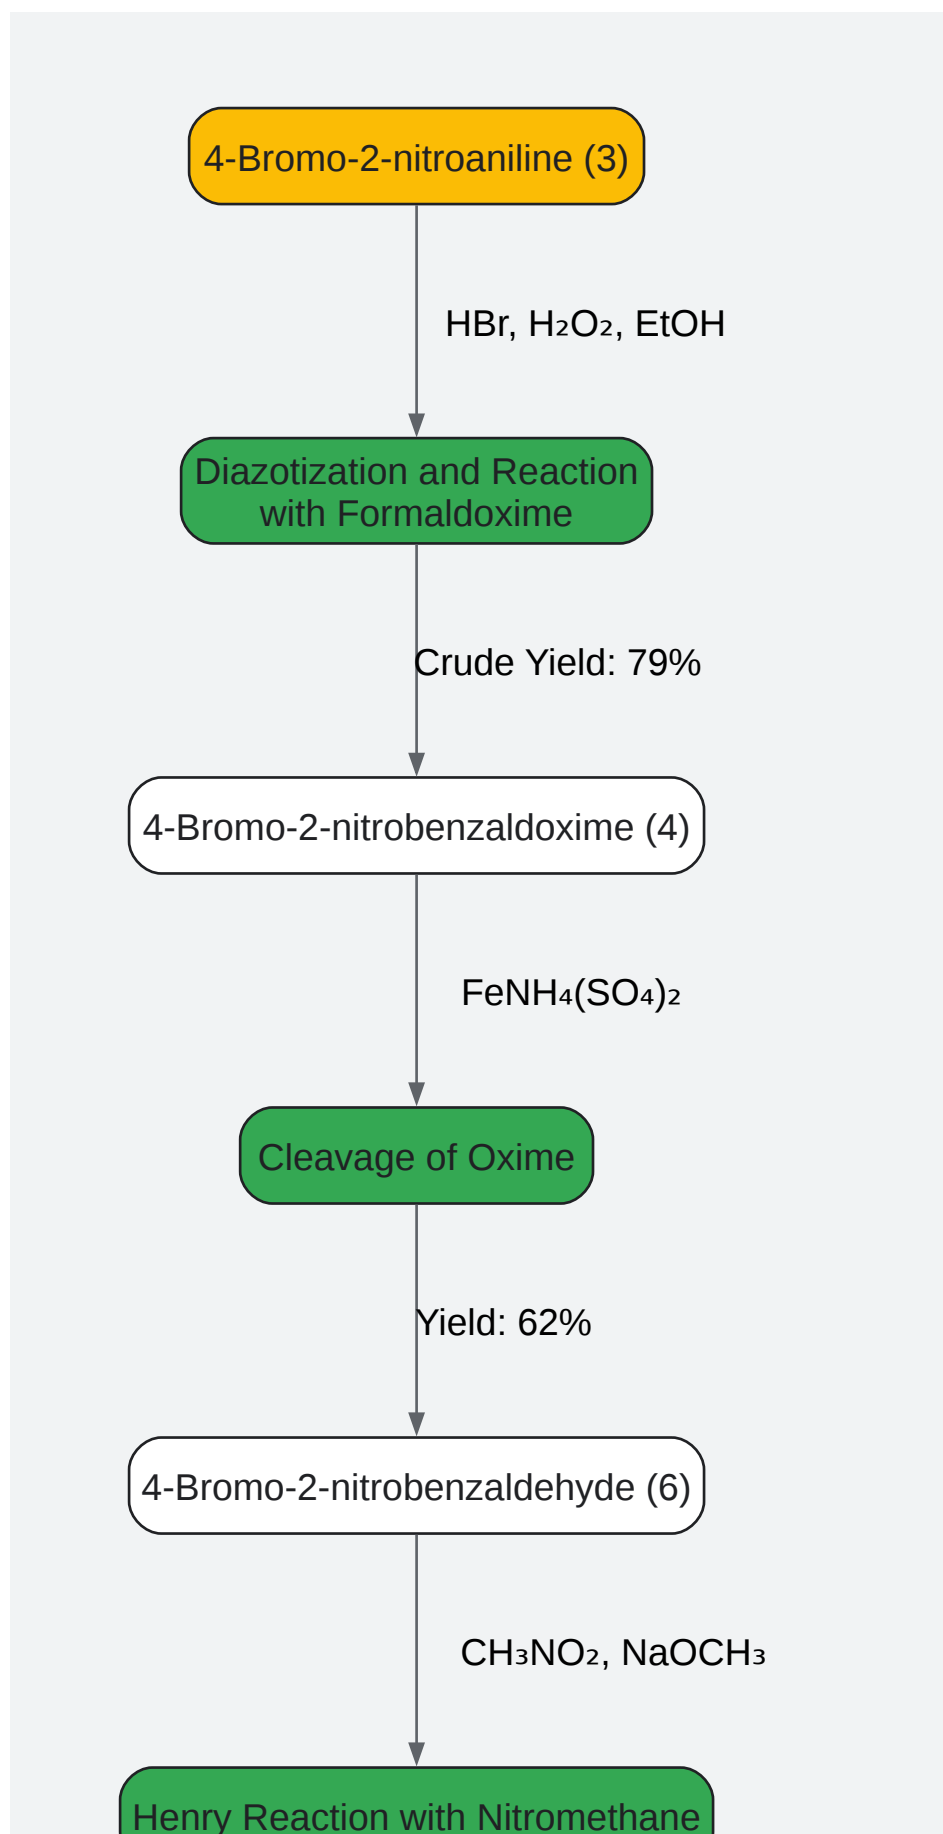 4-Bromo-2-nitroaniline (3)
HBr, H₂O₂, EtOH
Diazotization and Reaction
with Formaldoxime
Crude Yield: 79%
4-Bromo-2-nitrobenzaldoxime (4)
FeNH₄(SO₄)₂
Cleavage of Oxime
Yield: 62%
4-Bromo-2-nitrobenzaldehyde (6)
CH₃NO₂, NaOCH₃
Henry Reaction with Nitromethane